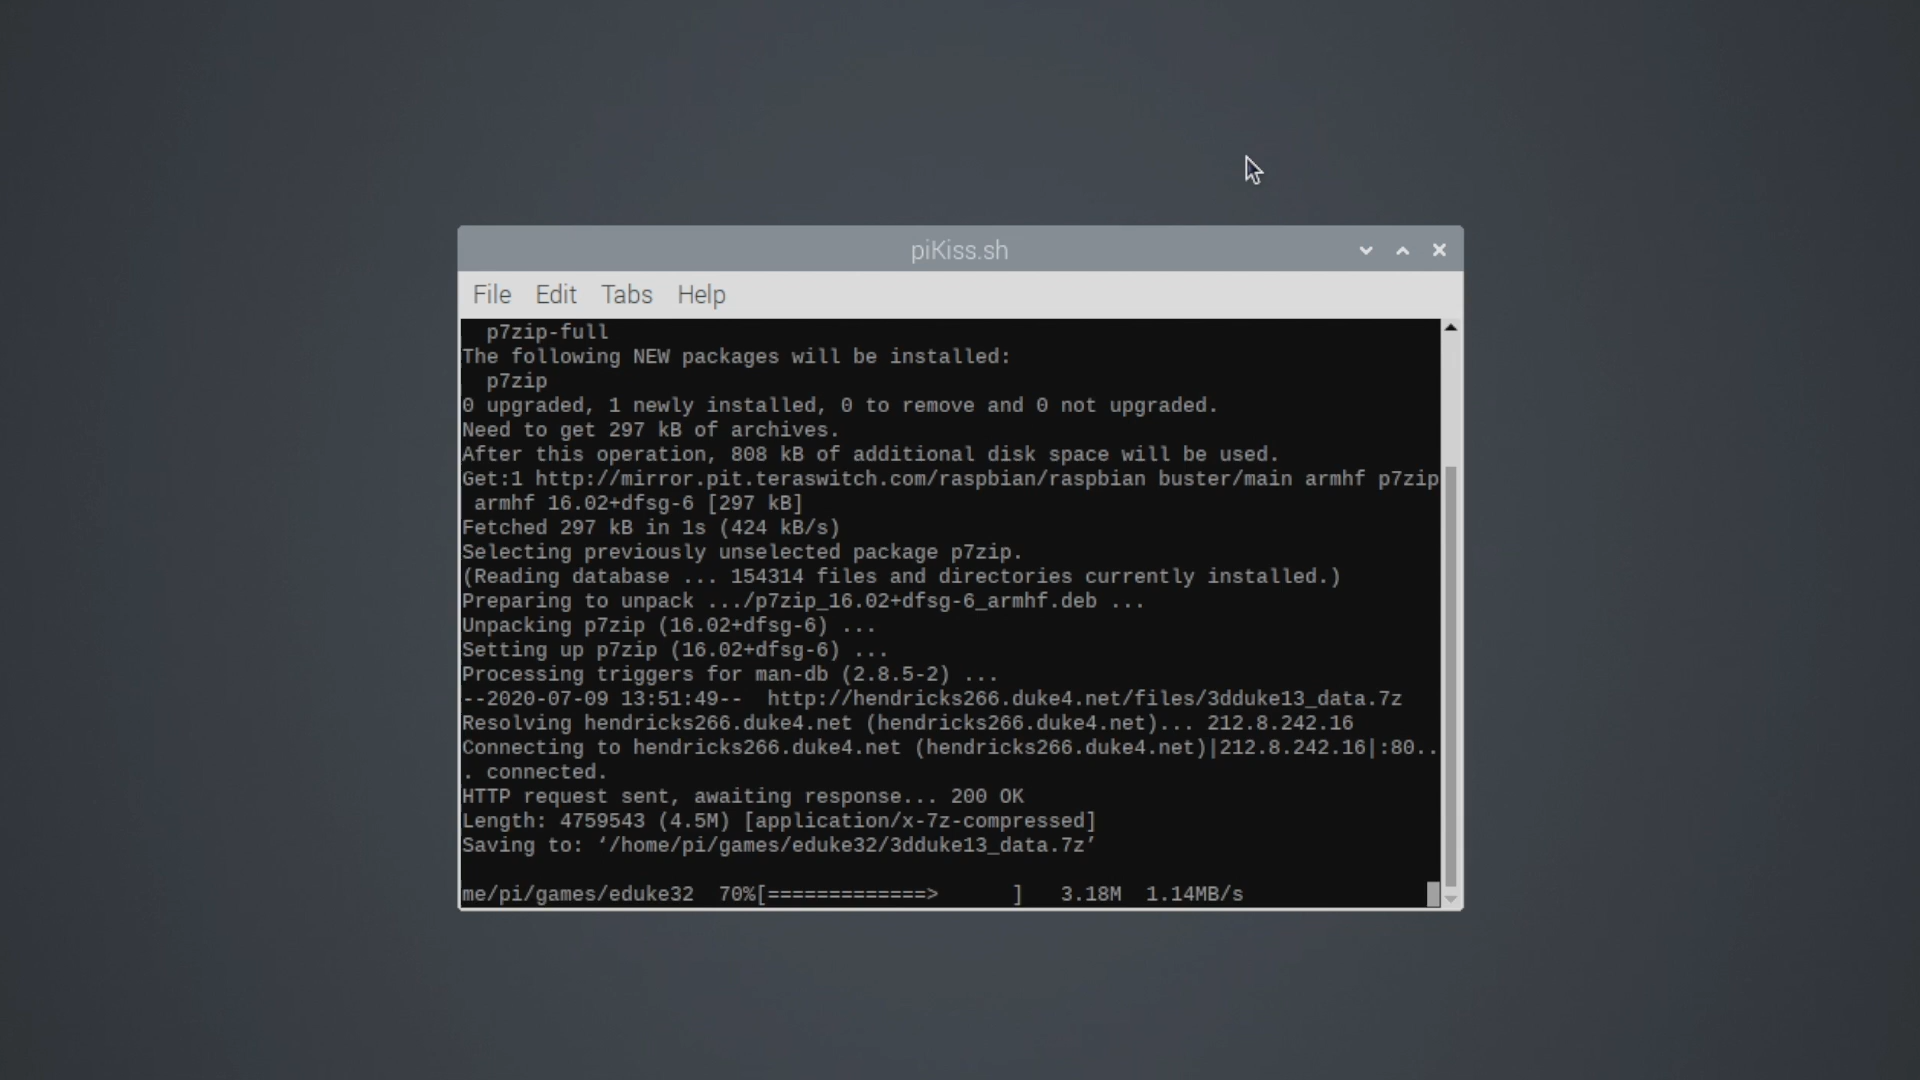 piKiss.sh
File Edit Tabs Help
p7zip-full
The following NEW packages will be installed:
p7zip
0 upgraded, 1 newly installed, 0 to remove and 0 not upgraded.
Need to get 297 kB of archives.
After this operation, 808 kB of additional disk space will be used.
Get:1 http://mirror.pit.teraswitch.com/raspbian/raspbian buster/main armhf p7zip
armhf 16.02+dfsg-6 [297 kB]
Fetched 297 kB in 1s (424 kB/s)
Selecting previously unselected package p7zip.
(Reading database ... 154314 files and directories currently installed.)
Preparing to unpack .../p7zip_16.02+dfsg-6_armhf.deb ...
Unpacking p7zip (16.02+dfsg-6) ...
Setting up p7zip (16.02+dfsg-6) ...
Processing triggers for man-db (2.8.5-2) ...
--2020-07-09 13:51:49--  http://hendricks266.duke4.net/files/3dduke13_data.7z
Resolving hendricks266.duke4.net (hendricks266.duke4.net)... 212.8.242.16
Connecting to hendricks266.duke4.net (hendricks266.duke4.net)|212.8.242.16|:80..
. connected.
HTTP request sent, awaiting response... 200 OK
Length: 4759543 (4.5M) [application/x-7z-compressed]
Saving to: ‘/home/pi/games/eduke32/3dduke13_data.7z’
me/pi/games/eduke32  70%[=============>      ]   3.18M  1.14MB/s